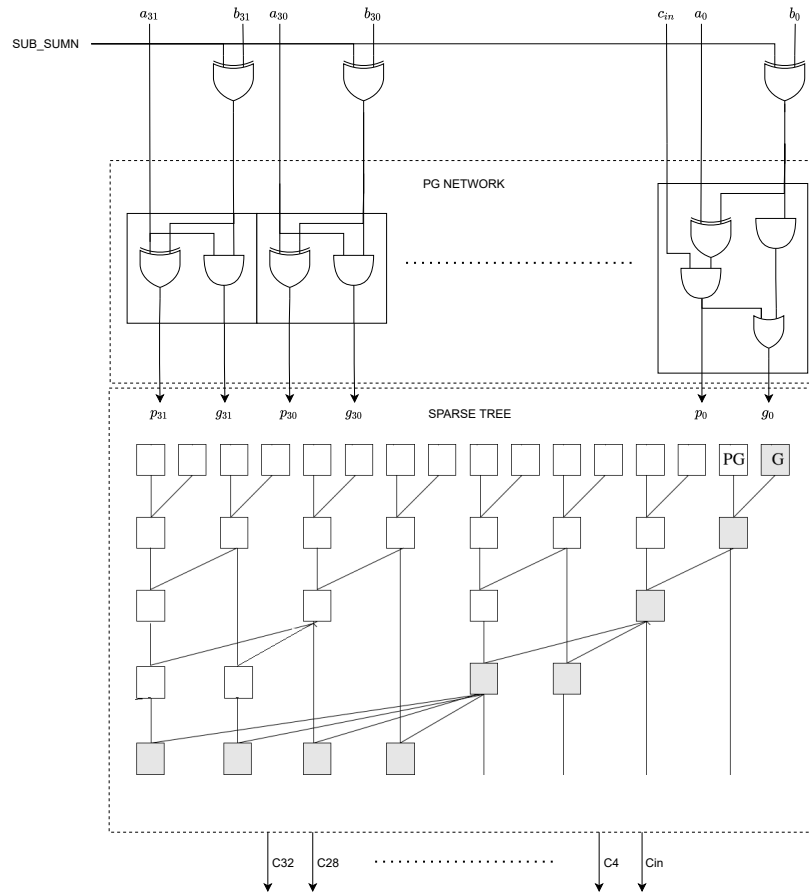 a₃₁ b₃₁ a₃₀ b₃₀ c_in a₀ b₀
SUB_SUMN
PG NETWORK
p₃₁ g₃₁ p₃₀ g₃₀ SPARSE TREE p₀ g₀
PG G
C32 C28 C4 Cin